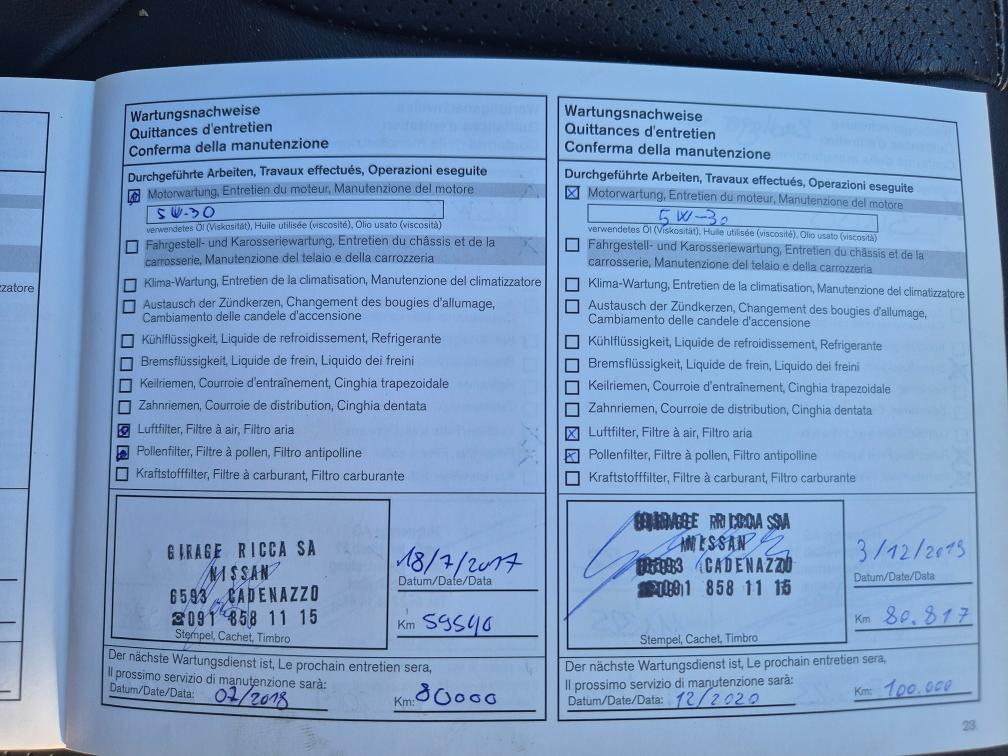 zzatore
Wartungsnachweise
Quittances d'entretien
Conferma della manutenzione
Durchgeführte Arbeiten, Travaux effectués, Operazioni eseguite
Motorwartung, Entretien du moteur, Manutenzione del motore
5W-30
verwendetes Öl (Viskosität), Huile utilisée (viscosité), Olio usato (viscosità)
Fahrgestell- und Karosseriewartung, Entretien du châssis et de la
carrosserie, Manutenzione del telaio e della carrozzeria
Klima-Wartung, Entretien de la climatisation, Manutenzione del climatizzatore
Austausch der Zündkerzen, Changement des bougies d'allumage,
Cambiamento delle candele d'accensione
Kühlflüssigkeit, Liquide de refroidissement, Refrigerante
Bremsflüssigkeit, Liquide de frein, Liquido dei freini
Keilriemen, Courroie d'entraînement, Cinghia trapezoidale
Zahnriemen, Courroie de distribution, Cinghia dentata
Luftfilter, Filtre à air, Filtro aria
Pollenfilter, Filtre à pollen, Filtro antipolline
Kraftstofffilter, Filtre à carburant, Filtro carburante
GIRAGE RICCA SA
NISSAN
6593 CADENAZZO
☎091 858 11 15
Stempel, Cachet, Timbro
18/7/2017
Datum/Date/Data
Km 59590
Der nächste Wartungsdienst ist, Le prochain entretien sera,
Il prossimo servizio di manutenzione sarà:
Datum/Date/Data: 07/2018 Km: 80000
Wartungsnachweise
Quittances d'entretien
Conferma della manutenzione
Durchgeführte Arbeiten, Travaux effectués, Operazioni eseguite
Motorwartung, Entretien du moteur, Manutenzione del motore
5W-30
verwendetes Öl (Viskosität), Huile utilisée (viscosité), Olio usato (viscosità)
Fahrgestell- und Karosseriewartung, Entretien du châssis et de la
carrosserie, Manutenzione del telaio e della carrozzeria
Klima-Wartung, Entretien de la climatisation, Manutenzione del climatizzatore
Austausch der Zündkerzen, Changement des bougies d'allumage,
Cambiamento delle candele d'accensione
Kühlflüssigkeit, Liquide de refroidissement, Refrigerante
Bremsflüssigkeit, Liquide de frein, Liquido dei freini
Keilriemen, Courroie d'entraînement, Cinghia trapezoidale
Zahnriemen, Courroie de distribution, Cinghia dentata
Luftfilter, Filtre à air, Filtro aria
Pollenfilter, Filtre à pollen, Filtro antipolline
Kraftstofffilter, Filtre à carburant, Filtro carburante
NISSAN
CADENAZZO
858 11 15
Stempel, Cachet, Timbro
3/12/2019
Datum/Date/Data
Km 80.817
Der nächste Wartungsdienst ist, Le prochain entretien sera,
Il prossimo servizio di manutenzione sarà:
Datum/Date/Data: 12/2020 Km: 100.000
23